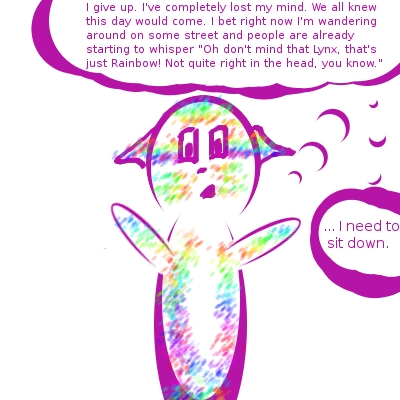 I give up. I've completely lost my mind. We all knew
this day would come. I bet right now I'm wandering
around on some street and people are already
starting to whisper "Oh don't mind that Lynx, that's
just Rainbow! Not quite right in the head, you know."
... I need to
sit down.